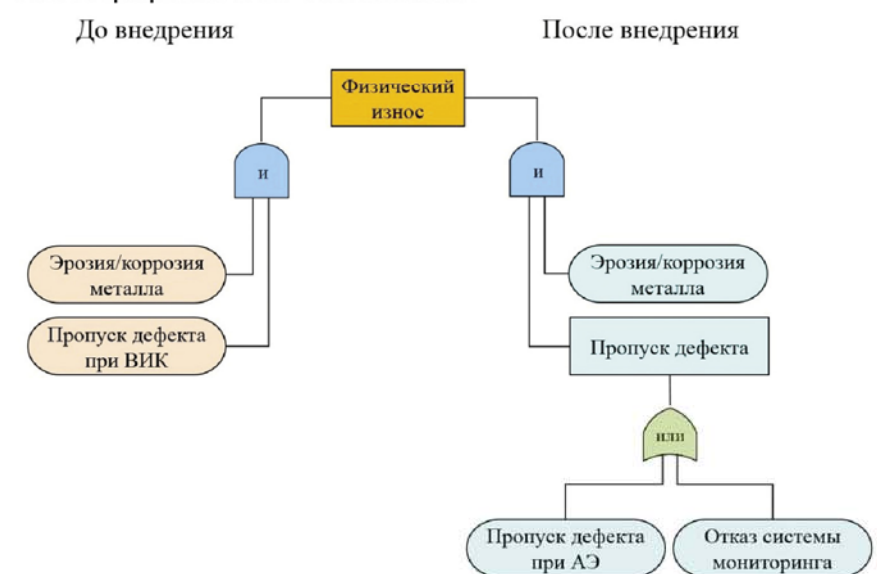 До внедрения
После внедрения
Физический
износ
и
и
Эрозия/коррозия
металла
Эрозия/коррозия
металла
Пропуск дефекта
при ВИК
Пропуск дефекта
или
Пропуск дефекта
при АЭ
Отказ системы
мониторинга